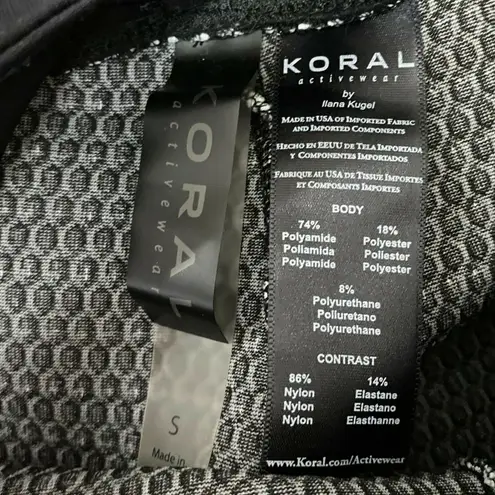 KORAL
activewear
S
Made in
KORAL
activewear
by
Ilana Kugel
MADE IN USA OF IMPORTED FABRIC
AND IMPORTED COMPONENTS
HECHO EN EEUU DE TELA IMPORTADA
Y COMPONENTES IMPORTADOS
FABRIQUE AU USA DE TISSUE IMPORTES
ET COMPOSANTS IMPORTES
BODY
74% 18%
Polyamide Polyester
Poliamida Poliester
Polyamide Polyester
8%
Polyurethane
Poliuretano
Polyurethane
CONTRAST
86% 14%
Nylon Elastane
Nylon Elastano
Nylon Elasthanne
www.Koral.com/Activewear